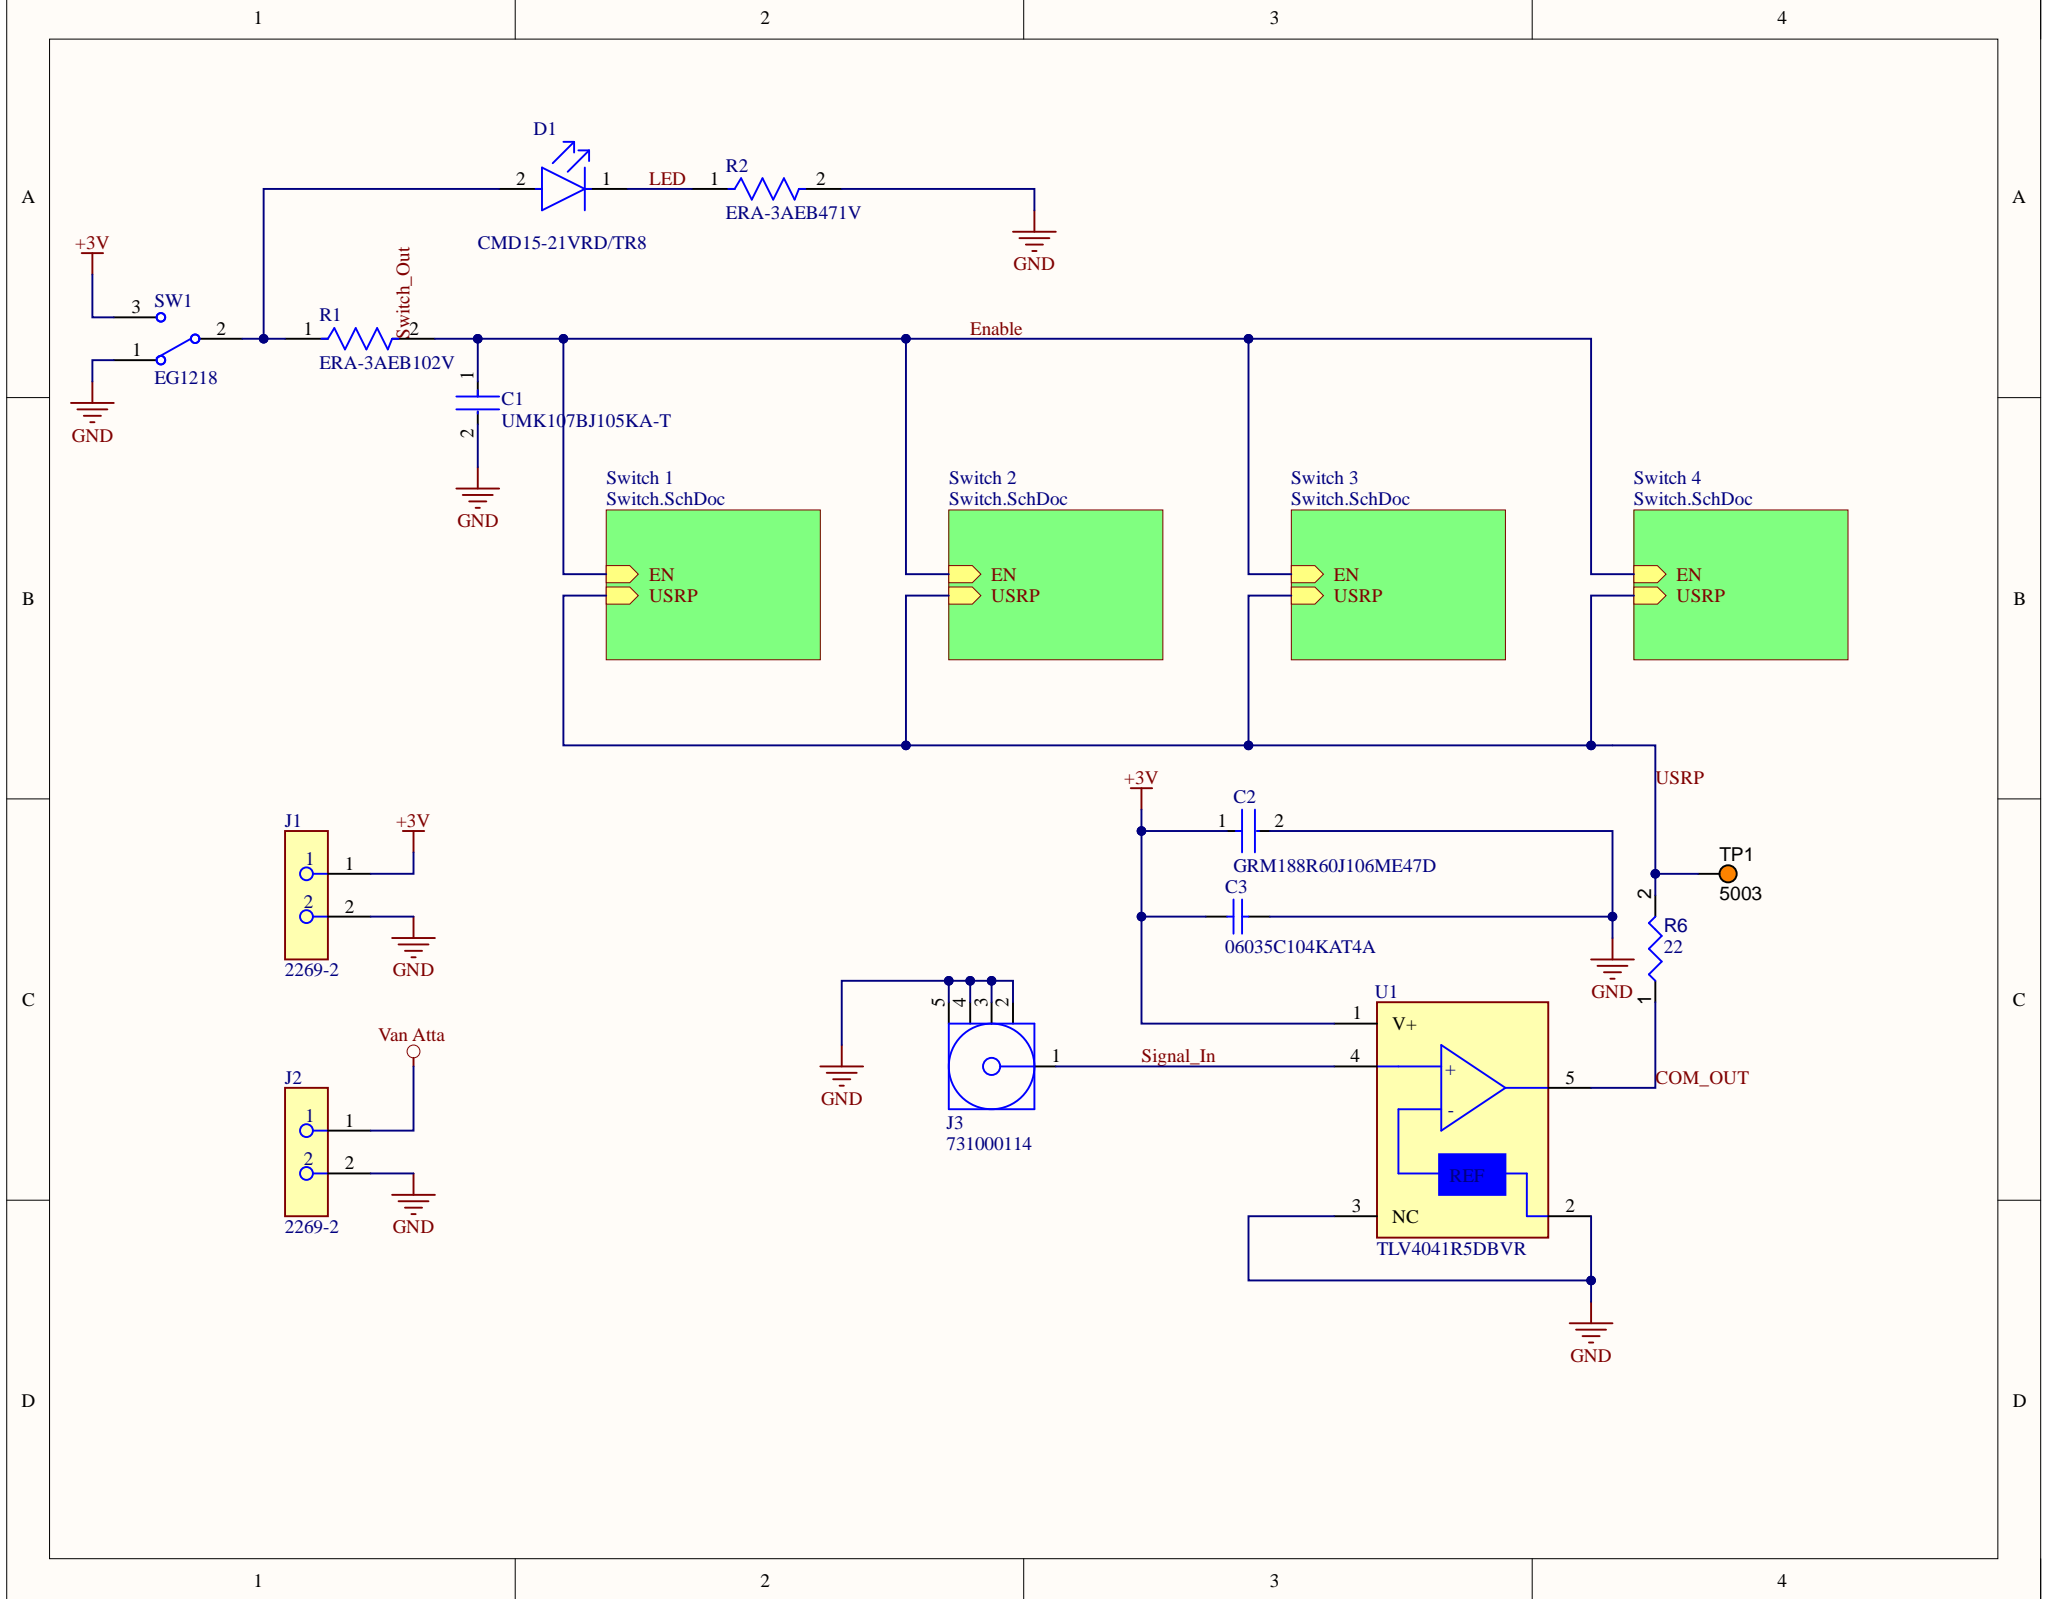 1 2 3 4
A A
D1
2 1 LED 1 R2 2
ERA-3AEB471V
CMD15-21VRD/TR8
GND
+3V
Switch_Out
3 SW1
2
1
EG1218
GND
R1
1 2
ERA-3AEB102V
Enable
1
C1
UMK107BJ105KA-T
2
GND
B B
Switch 1
Switch.SchDoc
EN
USRP
Switch 2
Switch.SchDoc
EN
USRP
Switch 3
Switch.SchDoc
EN
USRP
Switch 4
Switch.SchDoc
EN
USRP
USRP
+3V
C2
1 2
GRM188R60J106ME47D
C3
06035C104KAT4A
GND
TP1
5003
2
R6
22
1
J1
+3V
1 1
2 2
2269-2
GND
C C
Van Atta
J2
1 1
2 2
2269-2
GND
5 4 3 2
GND
1
J3
731000114
Signal_In
U1
1 V+
4 +
-
5
COM_OUT
REF
3 NC
2
TLV4041R5DBVR
GND
D D
1 2 3 4